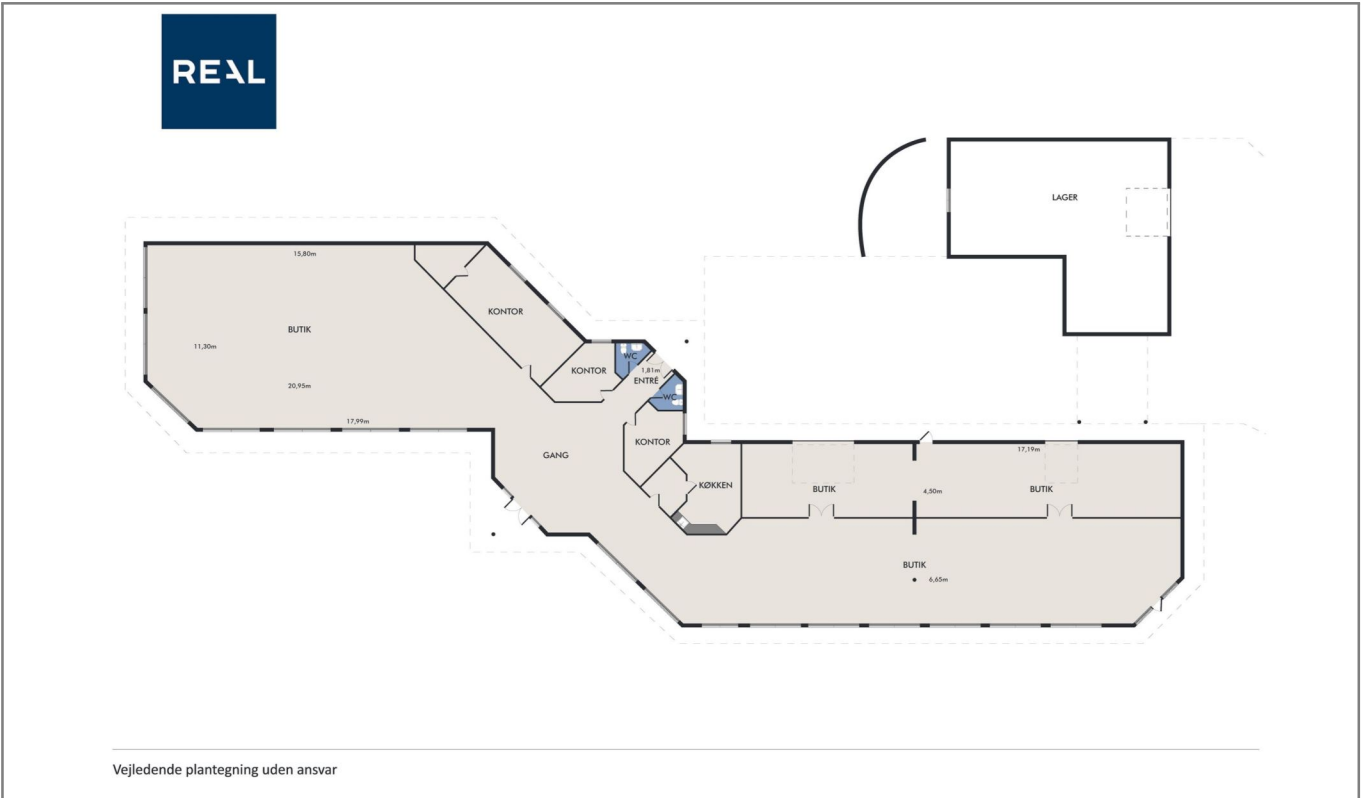 REAL
LAGER
15,80m
KONTOR
BUTIK
11,30m
WC
1,81m
KONTOR
ENTRÉ
20,95m
WC
17,99m
KONTOR
GANG
17,19m
KØKKEN
BUTIK
4,50m
BUTIK
BUTIK
6,65m
Vejledende plantegning uden ansvar